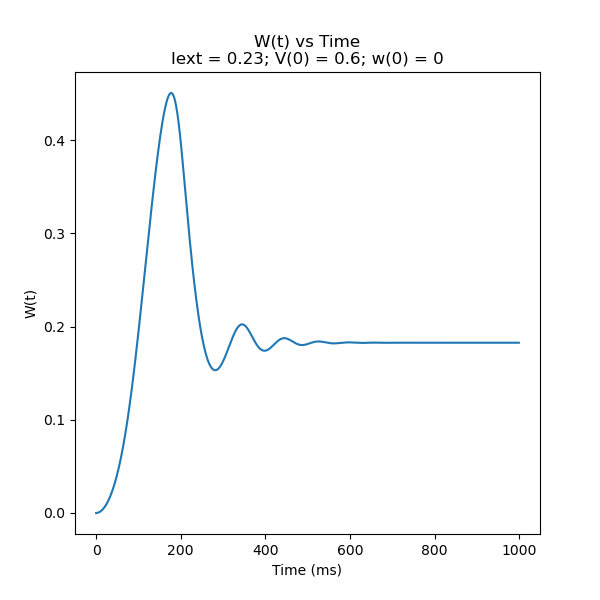 W(t) vs Time
Iext = 0.23; V(0) = 0.6; w(0) = 0
W(t)
0.4
0.3
0.2
0.1
0.0
0
200
400
600
800
1000
Time (ms)